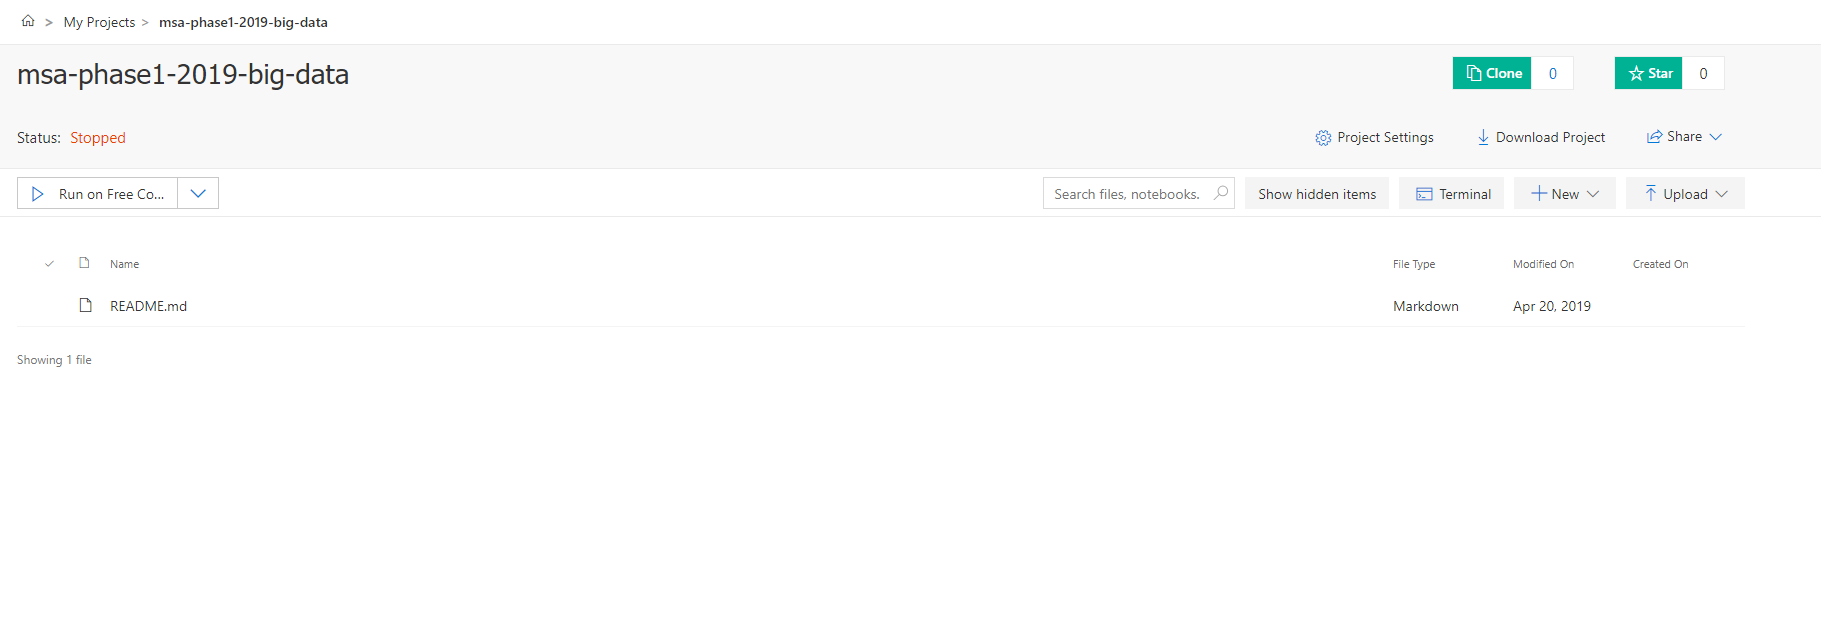 > My Projects > msa-phase1-2019-big-data
msa-phase1-2019-big-data
Clone 0
Star 0
Status: Stopped
Project Settings
Download Project
Share
Run on Free Co...
Search files, notebooks.
Show hidden items
Terminal
New
Upload
Name File Type Modified On Created On
README.md Markdown Apr 20, 2019
Showing 1 file